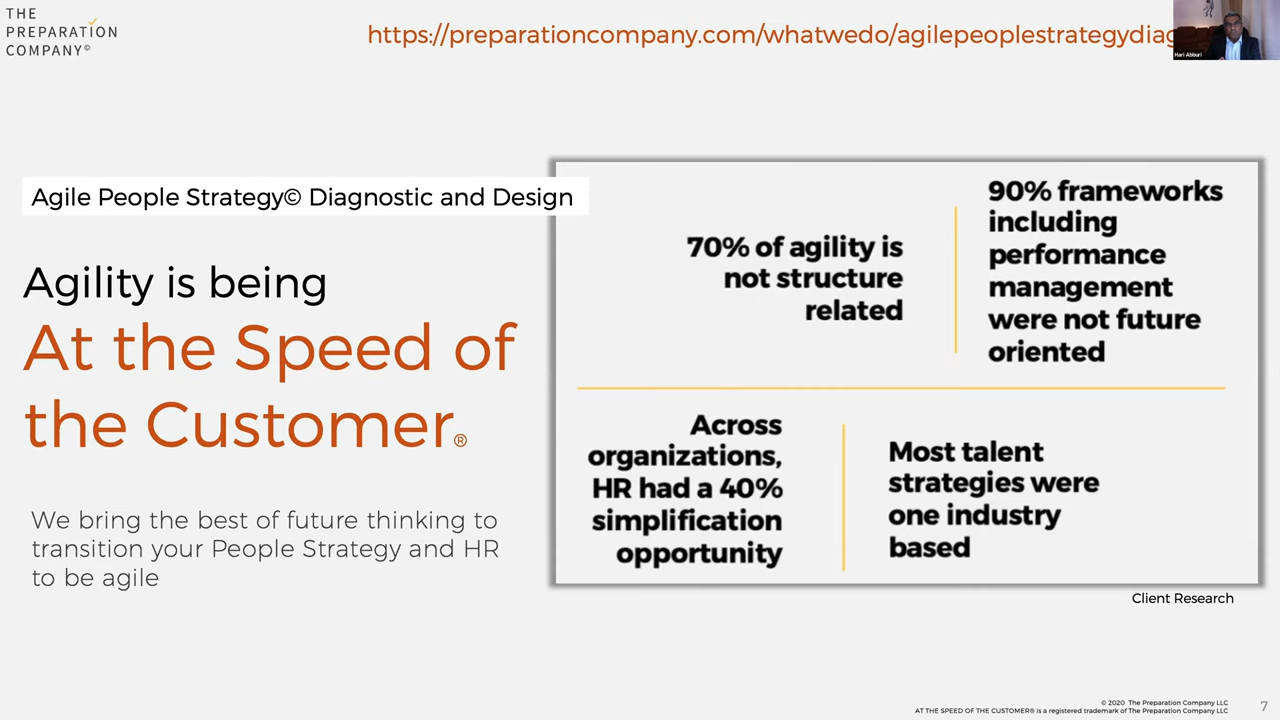 THE
PREPARATION
COMPANY©
https://preparationcompany.com/whatwedo/agilepeoplestrategydiag
Hari Abburi
Agile People Strategy© Diagnostic and Design
Agility is being
At the Speed of
the Customer®
We bring the best of future thinking to
transition your People Strategy and HR
to be agile
70% of agility is
not structure
related
90% frameworks
including
performance
management
were not future
oriented
Across
organizations,
HR had a 40%
simplification
opportunity
Most talent
strategies were
one industry
based
Client Research
© 2020 The Preparation Company LLC
AT THE SPEED OF THE CUSTOMER® is a registered trademark of The Preparation Company LLC
7